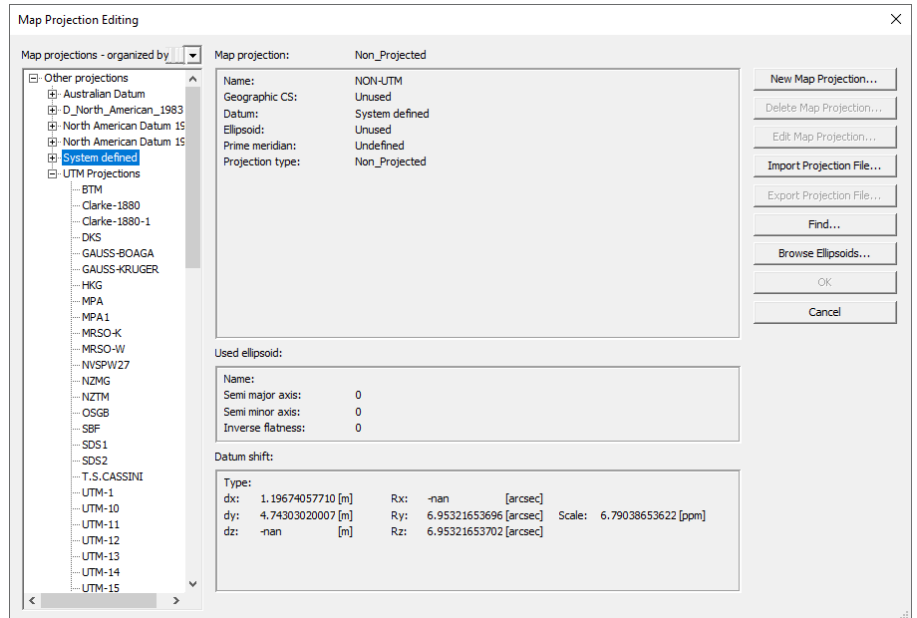 Map Projection Editing
Map projections - organized by
Other projections
Australian Datum
D_North_American_1983
North American Datum 19
North American Datum 19
System defined
UTM Projections
BTM
Clarke-1880
Clarke-1880-1
DKS
GAUSS-BOAGA
GAUSS-KRUGER
HKG
MPA
MPA1
MRSO-K
MRSO-W
NVSPW27
NZMG
NZTM
OSGB
SBF
SDS1
SDS2
T.S.CASSINI
UTM-1
UTM-10
UTM-11
UTM-12
UTM-13
UTM-14
UTM-15
Map projection: Non_Projected
Name: NON-UTM
Geographic CS: Unused
Datum: System defined
Ellipsoid: Unused
Prime meridian: Undefined
Projection type: Non_Projected
Used ellipsoid:
Name:
Semi major axis: 0
Semi minor axis: 0
Inverse flatness: 0
Datum shift:
Type:
dx: 1.19674057710 [m] Rx: -nan [arcsec]
dy: 4.74303020007 [m] Ry: 6.95321653696 [arcsec] Scale: 6.79038653622 [ppm]
dz: -nan [m] Rz: 6.95321653702 [arcsec]
New Map Projection...
Delete Map Projection...
Edit Map Projection...
Import Projection File...
Export Projection File...
Find...
Browse Ellipsoids...
OK
Cancel